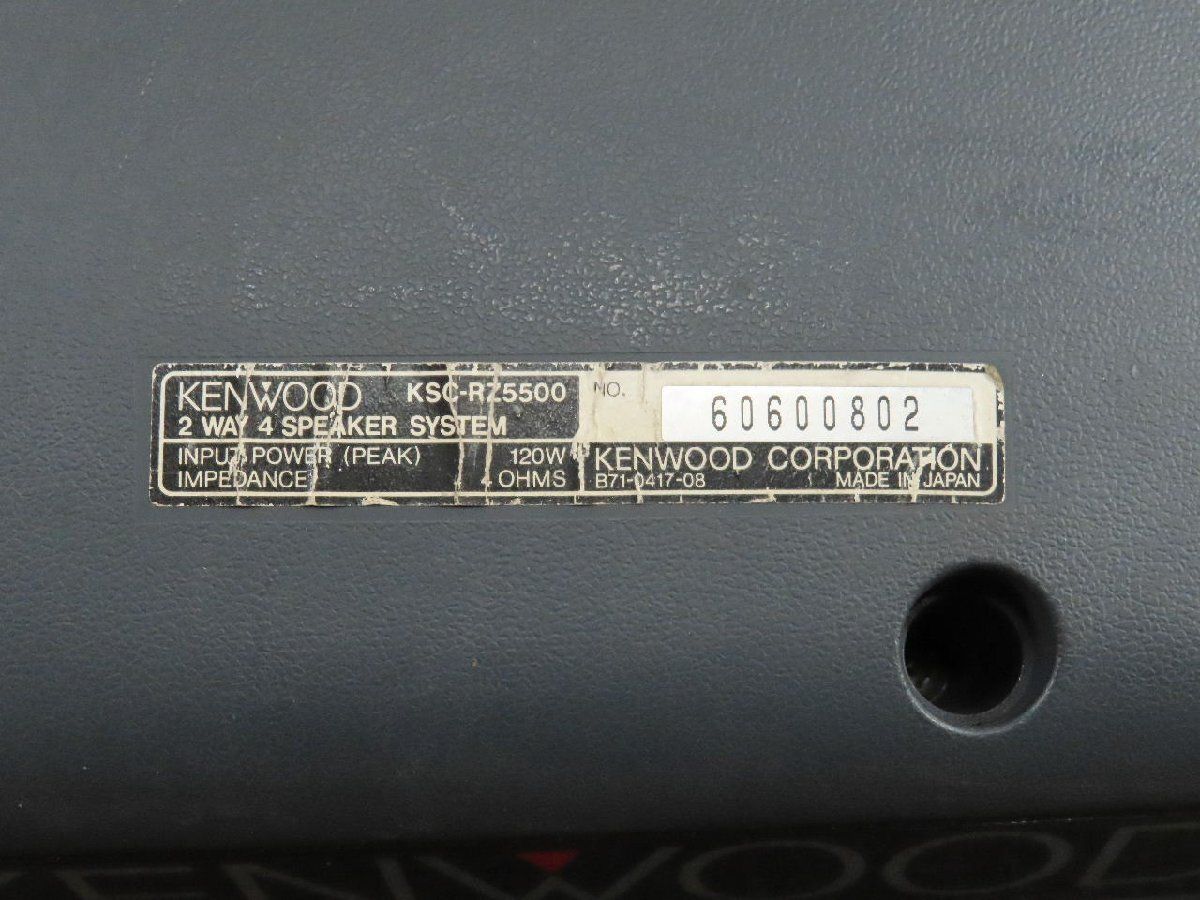 KENWOOD KSC-RZ5500
2 WAY 4 SPEAKER SYSTEM
INPUT POWER (PEAK) 120W
IMPEDANCE 4 OHMS
NO. 60600802
KENWOOD CORPORATION
B71-0417-08 MADE IN JAPAN
KENWOOD